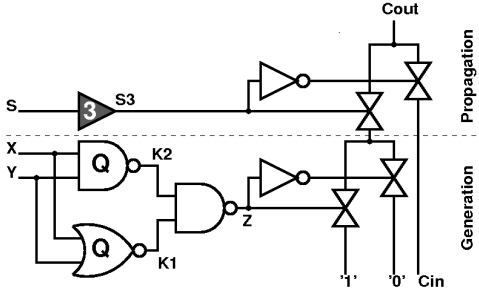 Cout
Propagation
S
3
S3
X
Y
Q
K2
Z
Q
K1
Generation
'1'
'0'
Cin